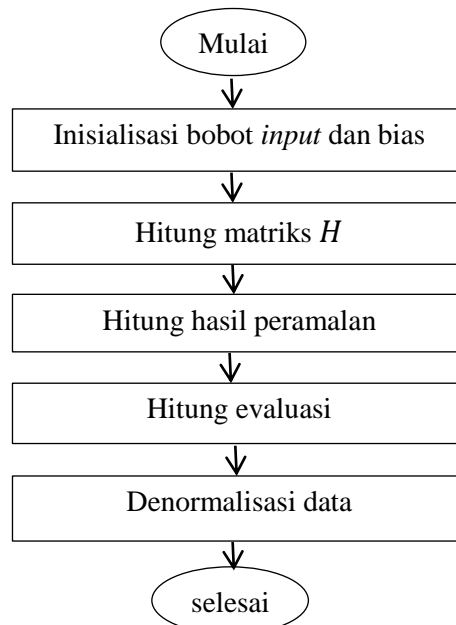 Mulai
Inisialisasi bobot input dan bias
Hitung matriks H
Hitung hasil peramalan
Hitung evaluasi
Denormalisasi data
selesai